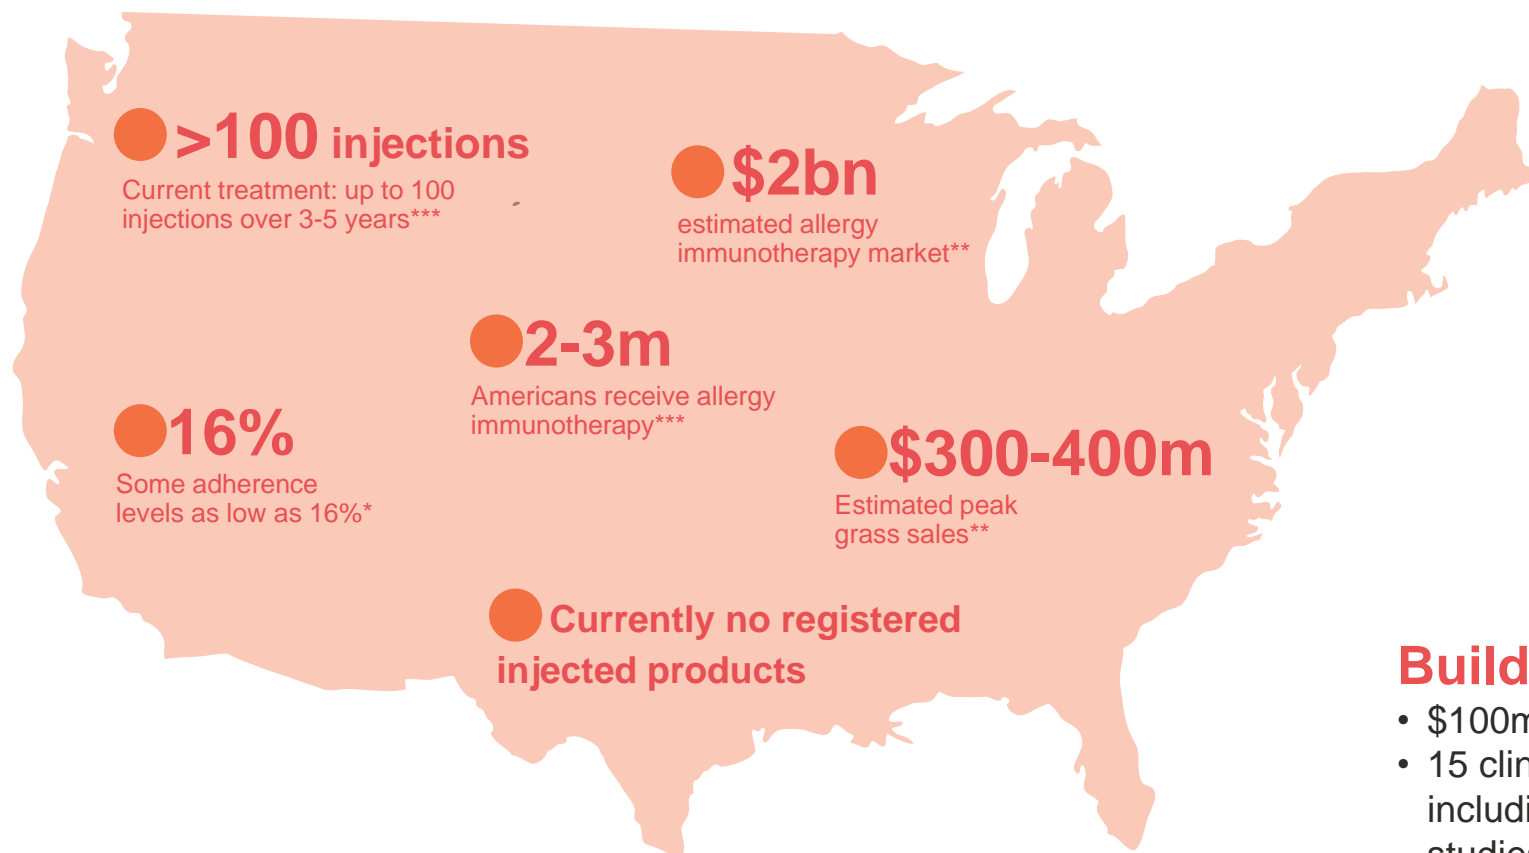 >100 injections
Current treatment: up to 100
injections over 3-5 years***
$2bn
estimated allergy
immunotherapy market**
2-3m
Americans receive allergy
immunotherapy***
16%
Some adherence
levels as low as 16%*
$300-400m
Estimated peak
grass sales**
Currently no registered
injected products
Build
• $100m
• 15 clin
includi
studies